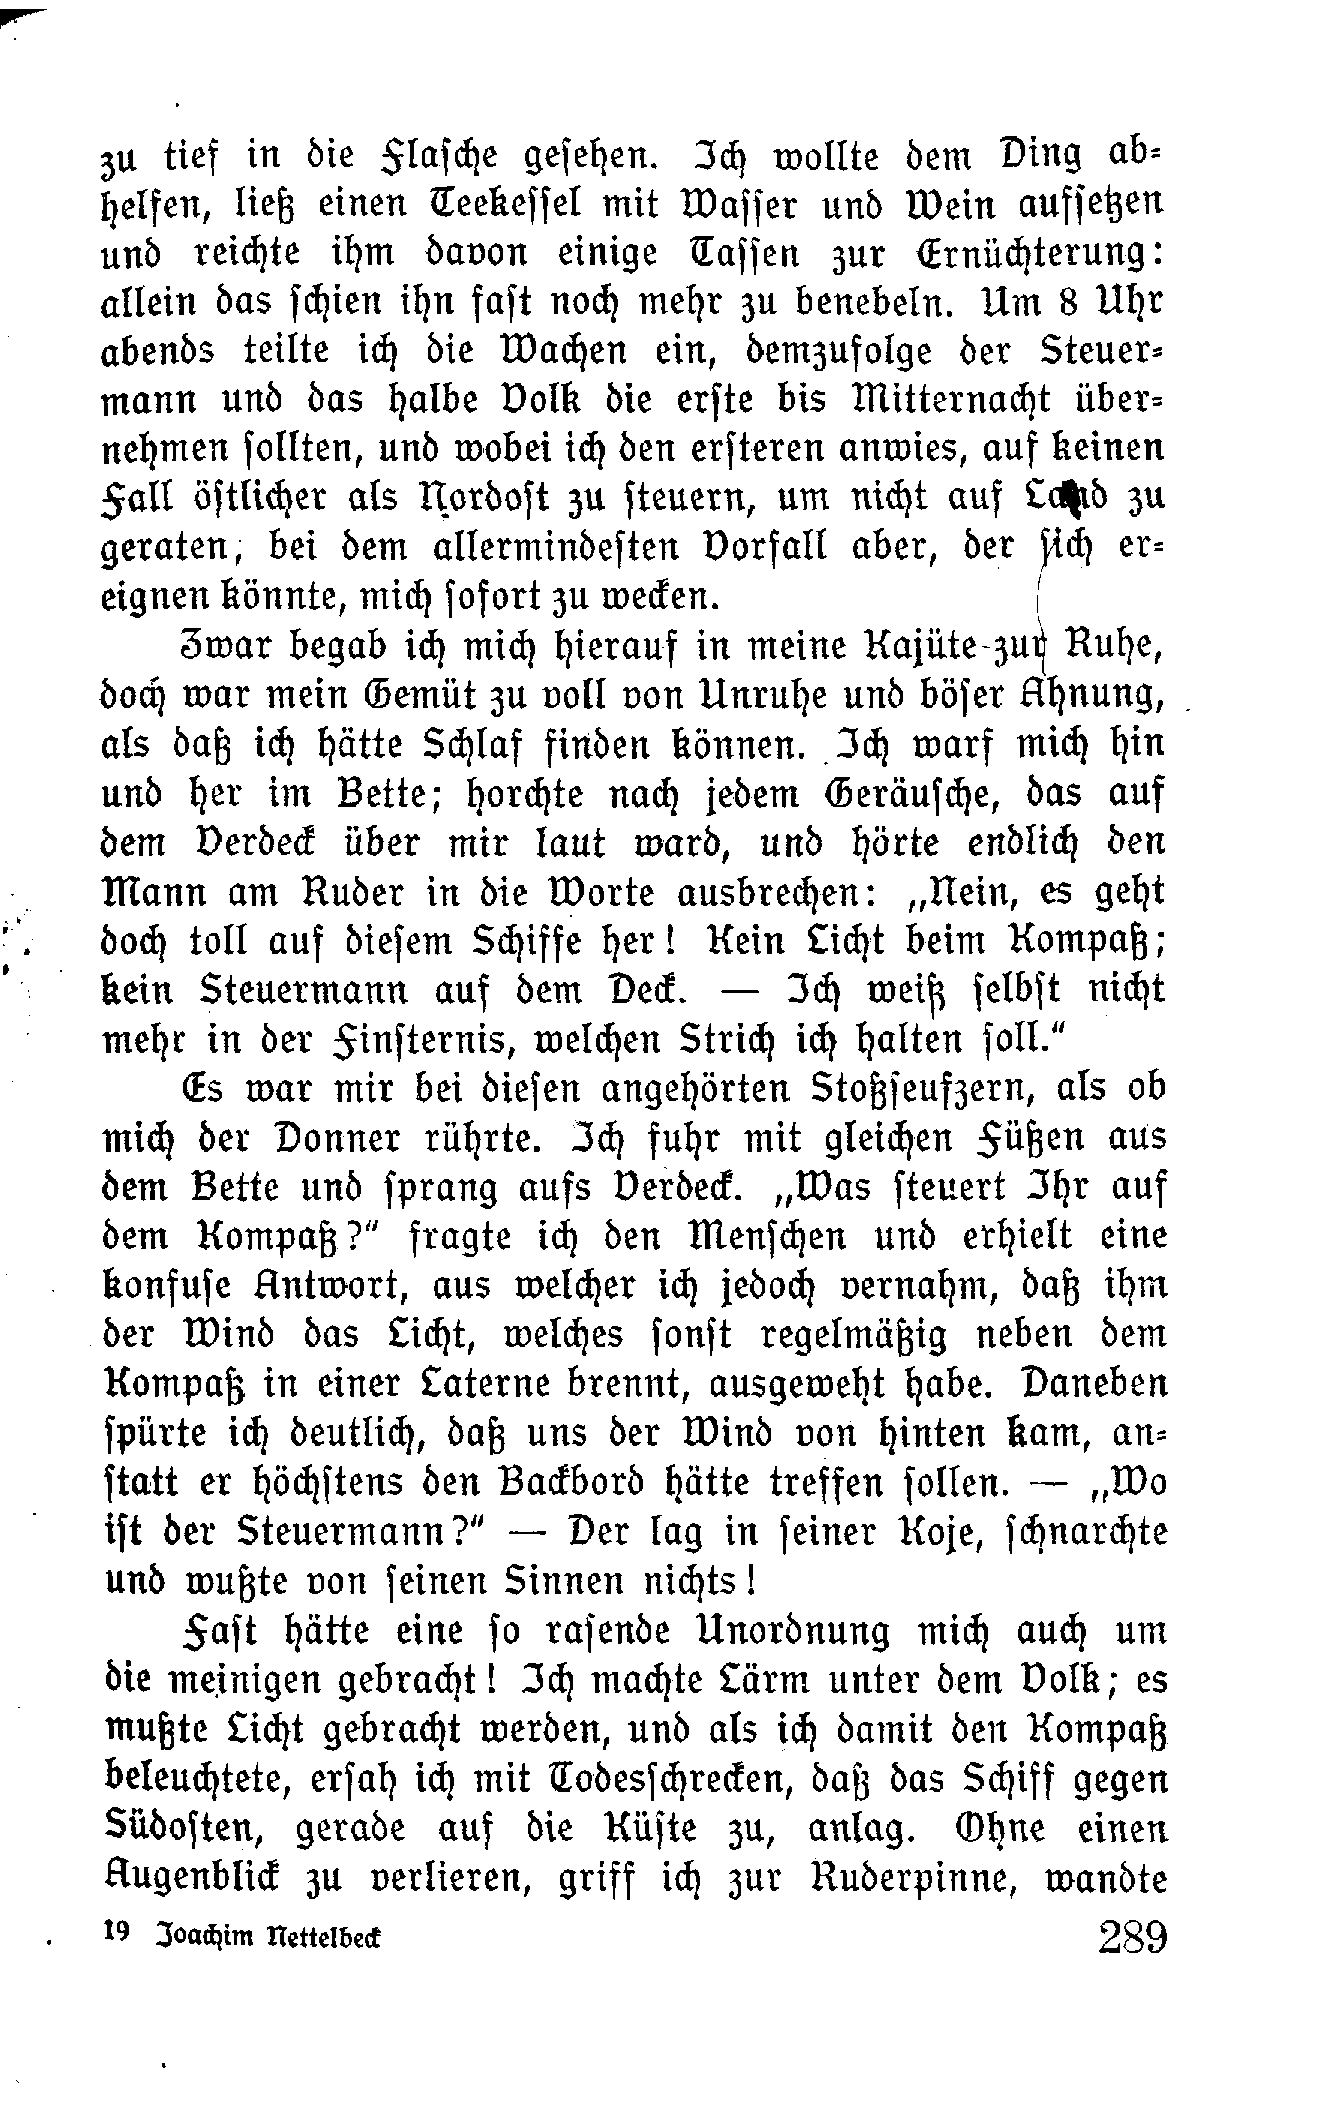 zu tief in die Flasche gesehen. Ich wollte dem Ding ab-
helfen, ließ einen Teekessel mit Wasser und Wein aufsetzen
und reichte ihm davon einige Tassen zur Ernüchterung:
allein das schien ihn fast noch mehr zu benebeln. Um 8 Uhr
abends teilte ich die Wachen ein, demzufolge der Steuer-
mann und das halbe Volk die erste bis Mitternacht über-
nehmen sollten, und wobei ich den ersteren anwies, auf keinen
Fall östlicher als Nordost zu steuern, um nicht auf Land zu
geraten, bei dem allermindesten Vorfall aber, der sich er-
eignen könnte, mich sofort zu wecken.
Zwar begab ich mich hierauf in meine Kajüte zur Ruhe,
doch war mein Gemüt zu voll von Unruhe und böser Ahnung,
als daß ich hätte Schlaf finden können. Ich warf mich hin
und her im Bette; horchte nach jedem Geräusche, das auf
dem Verdeck über mir laut ward, und hörte endlich den
Mann am Ruder in die Worte ausbrechen: „Nein, es geht
doch toll auf diesem Schiffe her! Kein Licht beim Kompaß;
kein Steuermann auf dem Deck. — Ich weiß selbst nicht
mehr in der Finsternis, welchen Strich ich halten soll.“
Es war mir bei diesen angehörten Stoßseufzern, als ob
mich der Donner rührte. Ich fuhr mit gleichen Füßen aus
dem Bette und sprang aufs Verdeck. „Was steuert Ihr auf
dem Kompaß?“ fragte ich den Menschen und erhielt eine
konfuse Antwort, aus welcher ich jedoch vernahm, daß ihm
der Wind das Licht, welches sonst regelmäßig neben dem
Kompaß in einer Laterne brennt, ausgeweht habe. Daneben
spürte ich deutlich, daß uns der Wind von hinten kam, an-
statt er höchstens den Backbord hätte treffen sollen. — „Wo
ist der Steuermann?“ — Der lag in seiner Koje, schnarchte
und wußte von seinen Sinnen nichts!
Fast hätte eine so rasende Unordnung mich auch um
die meinigen gebracht! Ich machte Lärm unter dem Volk; es
mußte Licht gebracht werden, und als ich damit den Kompaß
beleuchtete, ersah ich mit Todesschrecken, daß das Schiff gegen
Südosten, gerade auf die Küste zu, anlag. Ohne einen
Augenblick zu verlieren, griff ich zur Ruderpinne, wandte
19 Joachim Nettelbeck 289